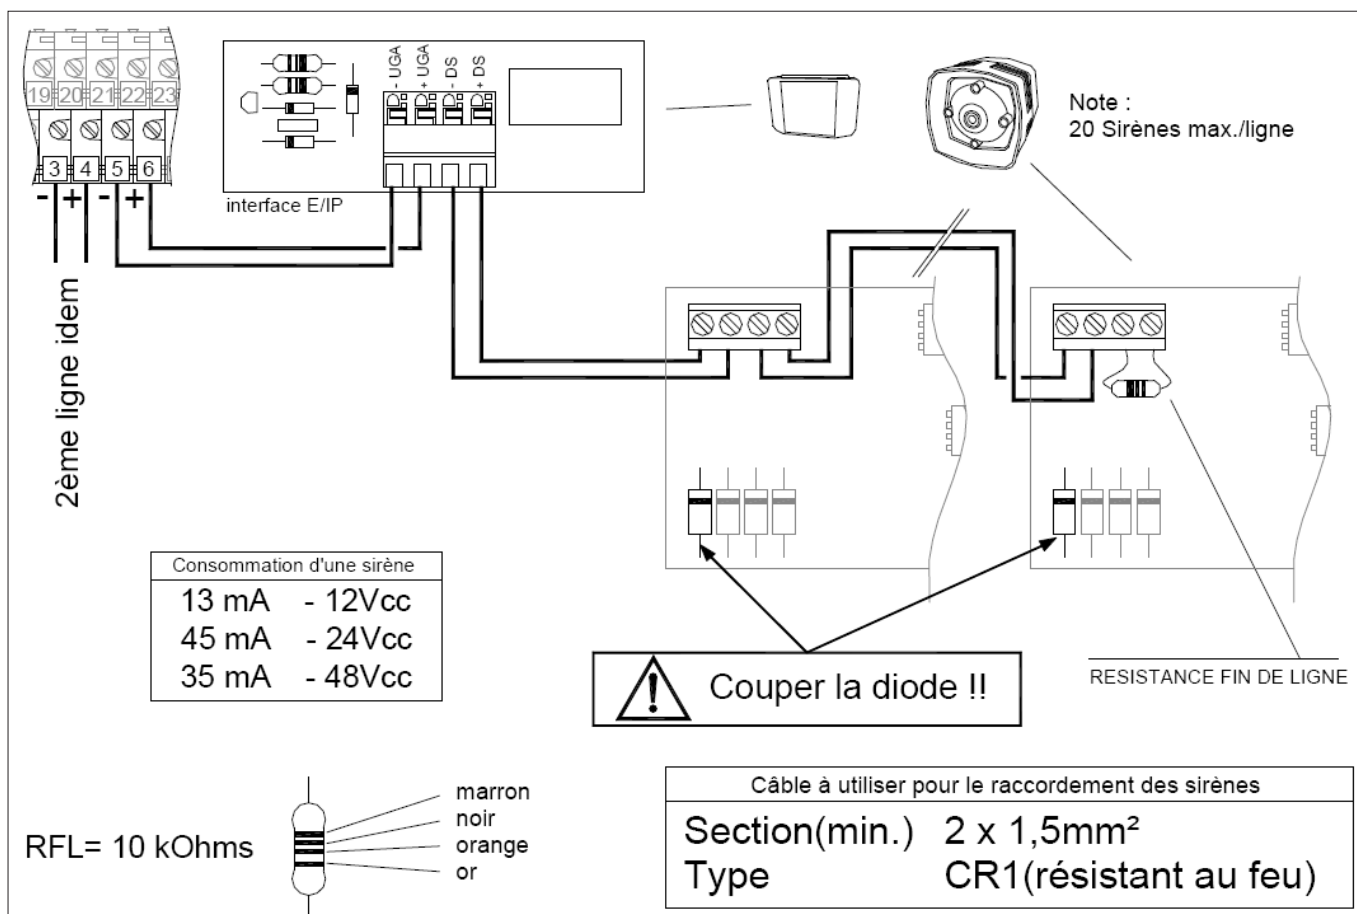 19 20 21 22 23
3 4 5 6
- + - +
- UGA
+ UGA
- DS
+ DS
interface E/IP
Note :
20 Sirènes max./ligne
2ème ligne idem
Consommation d'une sirène
13 mA - 12Vcc
45 mA - 24Vcc
35 mA - 48Vcc
! Couper la diode !!
RESISTANCE FIN DE LIGNE
RFL= 10 kOhms
marron
noir
orange
or
Câble à utiliser pour le raccordement des sirènes
Section(min.) 2 x 1,5mm²
Type CR1(résistant au feu)